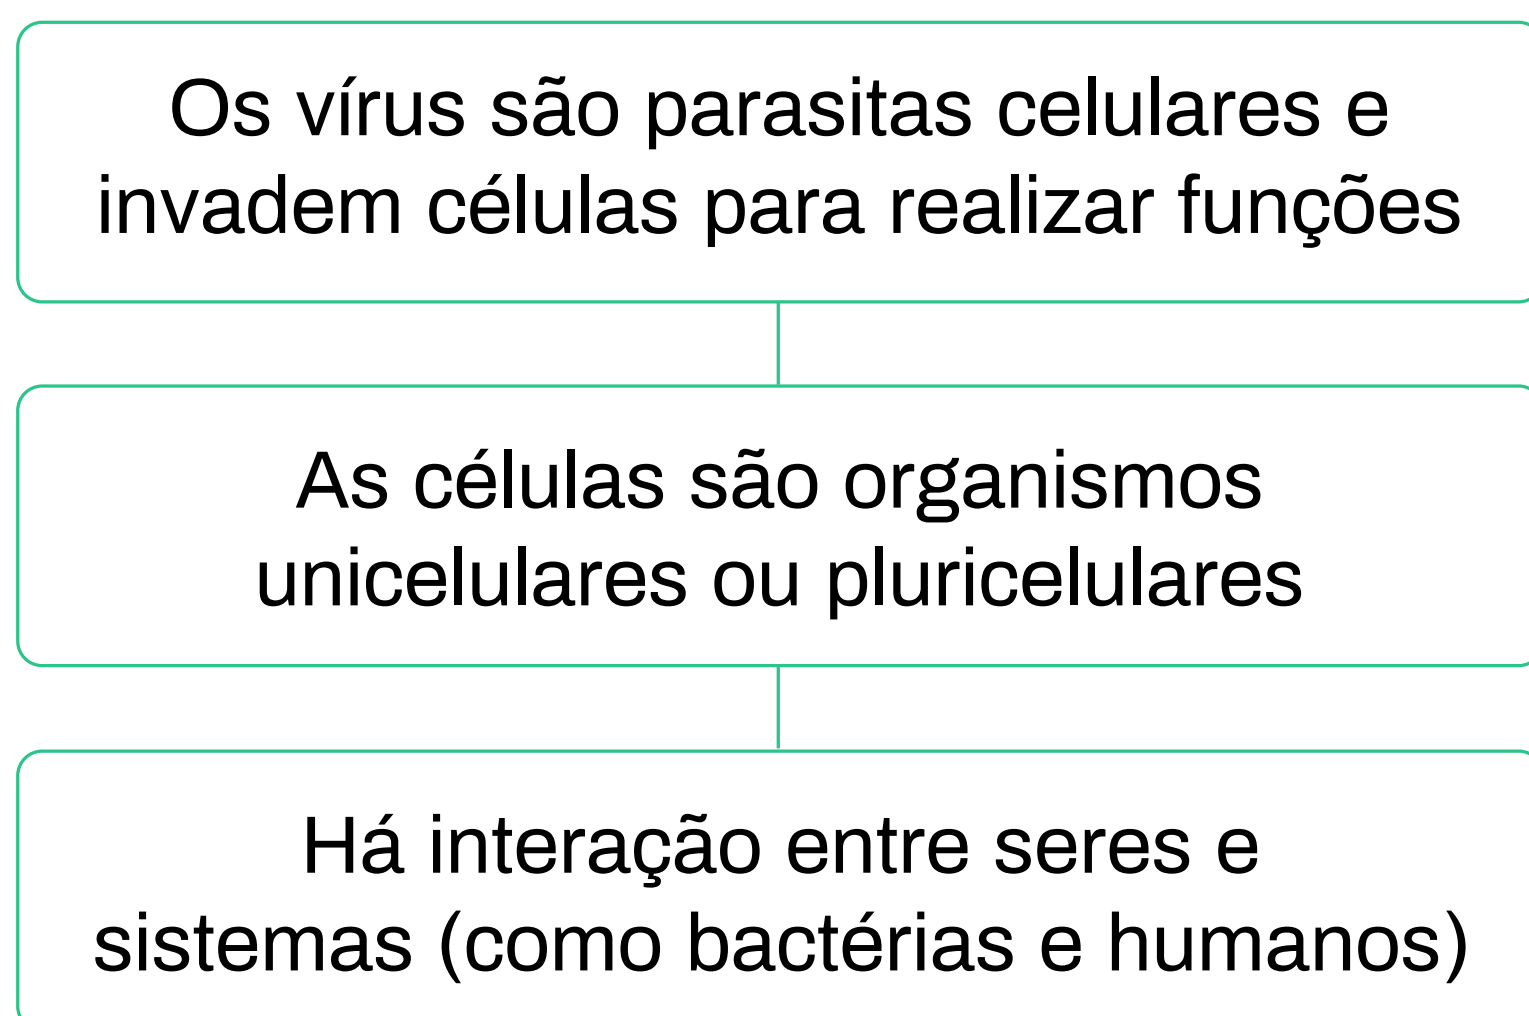 Os vírus são parasitas celulares e
invadem células para realizar funções
As células são organismos
unicelulares ou pluricelulares
Há interação entre seres e
sistemas (como bactérias e humanos)